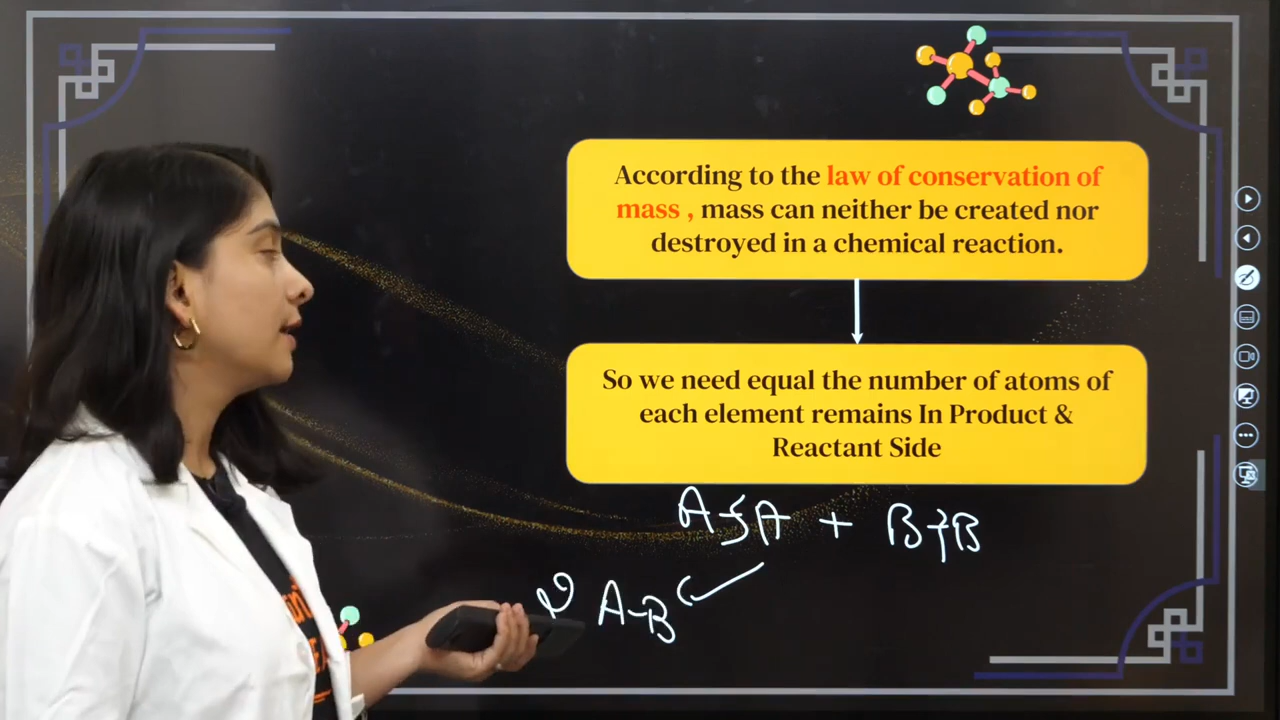 According to the law of conservation of
mass , mass can neither be created nor
destroyed in a chemical reaction.
So we need equal the number of atoms of
each element remains In Product &
Reactant Side
A-A + B-B
2 A-B